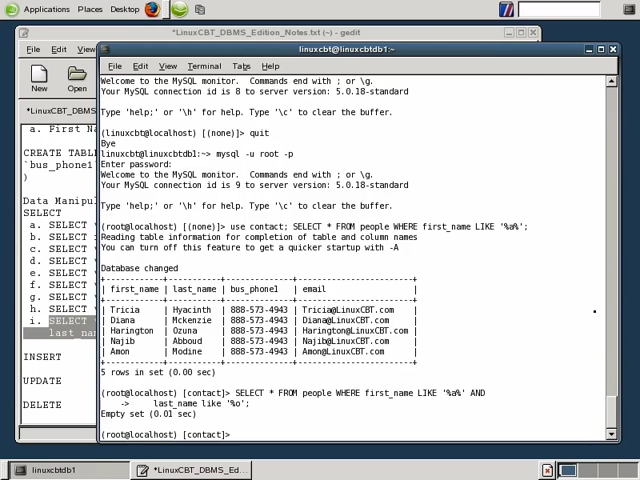 Applications Places Desktop
*LinuxCBT_DBMS_Edition_Notes.txt (~) - gedit
File Edit
New Open
*LinuxCBT_DBMS
a. First Na
CREATE TABL
`bus_phone1`
)
Data Manipul
SELECT
a. SELECT
b. SELECT
c. SELECT
d. SELECT
e. SELECT
f. SELECT
g. SELECT
h. SELECT
i. SELECT
last_nam
INSERT
UPDATE
DELETE
linuxcbt@linuxcbtdb1:~
File Edit View Terminal Tabs Help
Welcome to the MySQL monitor. Commands end with ; or \g.
Your MySQL connection id is 8 to server version: 5.0.18-standard
Type 'help;' or '\h' for help. Type '\c' to clear the buffer.
(linuxcbt@localhost) [(none)]> quit
Bye
linuxcbt@linuxcbtdb1:~> mysql -u root -p
Enter password:
Welcome to the MySQL monitor. Commands end with ; or \g.
Your MySQL connection id is 9 to server version: 5.0.18-standard
Type 'help;' or '\h' for help. Type '\c' to clear the buffer.
(root@localhost) [(none)]> use contact; SELECT * FROM people WHERE first_name LIKE '%a%';
Reading table information for completion of table and column names
You can turn off this feature to get a quicker startup with -A
Database changed
+------------+-----------+--------------+------------------------+
| first_name | last_name | bus_phone1 | email |
+------------+-----------+--------------+------------------------+
| Tricia | Hyacinth | 888-573-4943 | Tricia@LinuxCBT.com |
| Diana | Mckenzie | 888-573-4943 | Diana@LinuxCBT.com |
| Harington | Ozuna | 888-573-4943 | Harington@LinuxCBT.com |
| Najib | Abboud | 888-573-4943 | Najib@LinuxCBT.com |
| Amon | Modine | 888-573-4943 | Amon@LinuxCBT.com |
+------------+-----------+--------------+------------------------+
5 rows in set (0.00 sec)
(root@localhost) [contact]> SELECT * FROM people WHERE first_name LIKE '%a%' AND
-> last_name like '%o';
Empty set (0.01 sec)
(root@localhost) [contact]>
linuxcbtdb1 *LinuxCBT_DBMS_Ed...